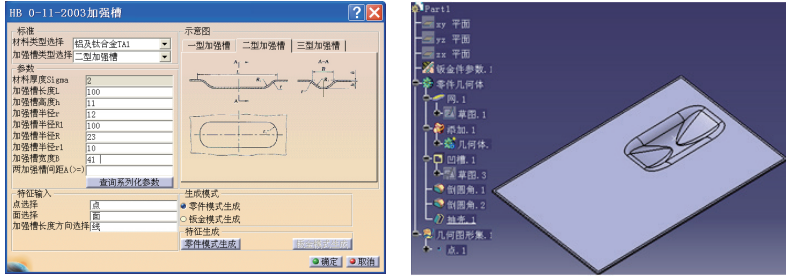 HB 0-11-2003加强槽
标准
材料类型选择 铝及钛合金TA1
加强槽类型选择 二型加强槽
参数
材料厚度Sigma 2
加强槽长度L 100
加强槽高度h 11
加强槽半径r 12
加强槽半径R1 100
加强槽半径R 23
加强槽半径r1 10
加强槽宽度B 41
两加强槽间距A(>=)
查询系列化参数
特征输入
点选择 点
面选择 面
加强槽长度方向选择 线
示意图
一型加强槽 二型加强槽 三型加强槽
A-A
生成模式
零件模式生成
钣金模式生成
特征生成
零件模式生成
确定 取消
Part1
xy 平面
yz 平面
zx 平面
钣金件参数.1
零件几何体
草图.1
添加.1
几何体.
凹槽.1
草图.3
倒圆角.1
倒圆角.2
抽壳.1
几何图形集.1
点.1